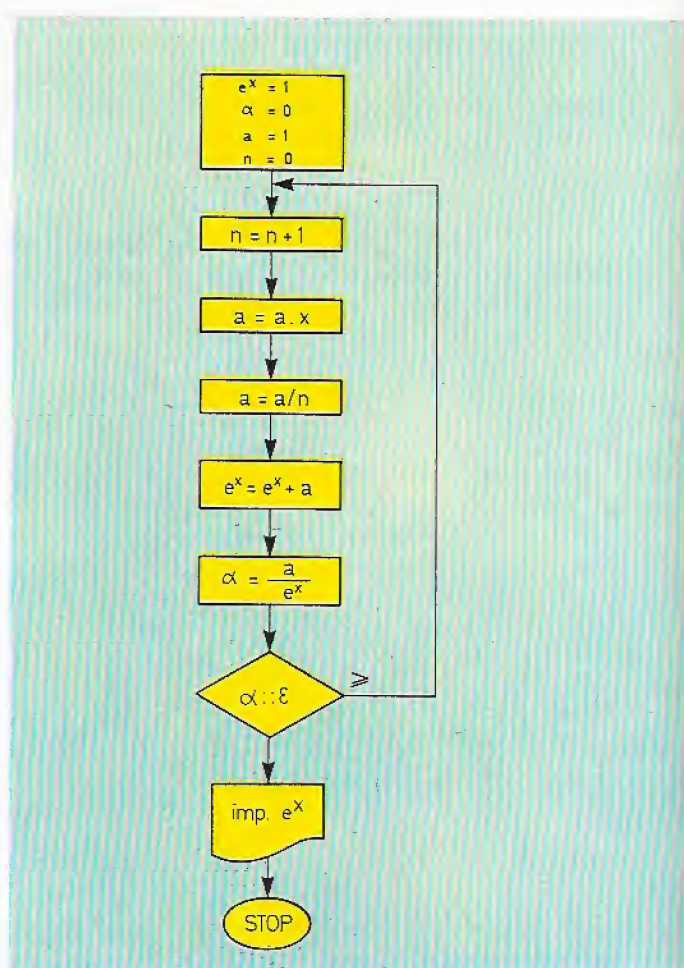 eˣ = 1
α = 0
a = 1
n = 0
n = n + 1
a = a . x
a = a/n
eˣ = eˣ + a
α = a
eˣ
α :: ε
≥
imp. eˣ
STOP